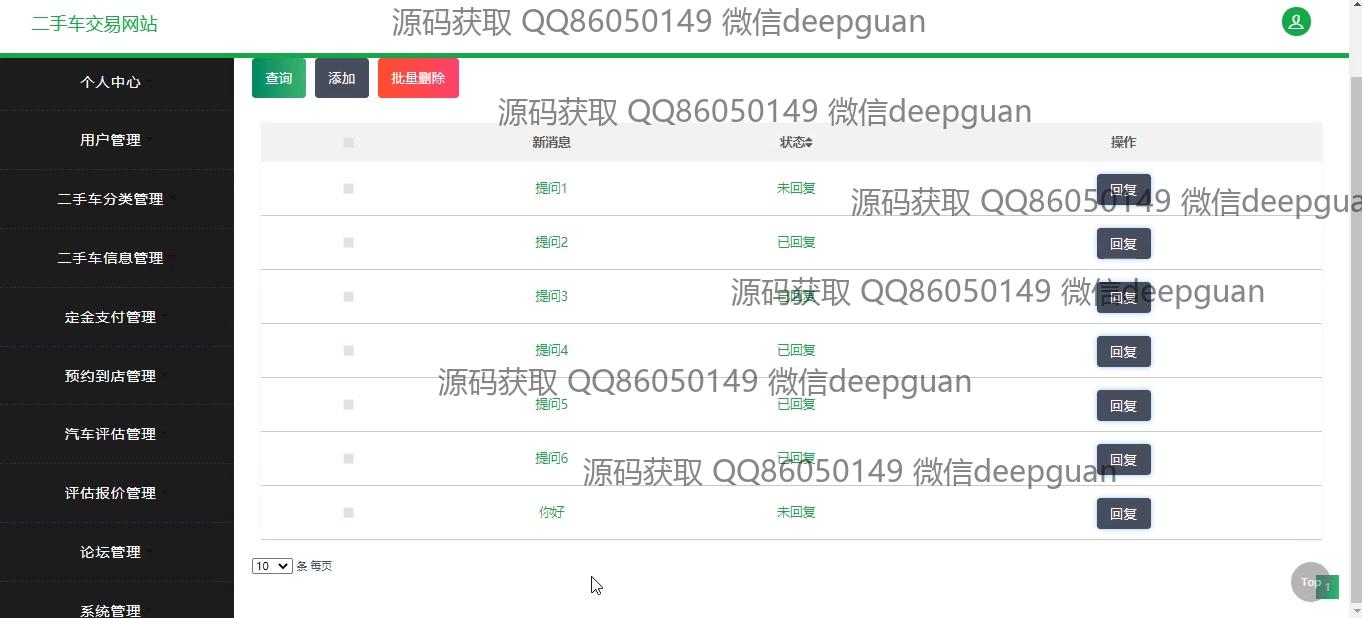 二手车交易网站
源码获取 QQ86050149 微信deepguan
个人中心
用户管理
二手车分类管理
二手车信息管理
定金支付管理
预约到店管理
汽车评估管理
评估报价管理
论坛管理
系统管理
查询 添加 批量删除
源码获取 QQ86050149 微信deepguan
新消息 状态 操作
提问1 未回复 回复
源码获取 QQ86050149 微信deepgua
提问2 已回复 回复
提问3 已回复 回复
源码获取 QQ86050149 微信deepguan
提问4 已回复 回复
源码获取 QQ86050149 微信deepguan
提问5 已回复 回复
提问6 已回复 回复
源码获取 QQ86050149 微信deepguan
你好 未回复 回复
10 条 每页
Top
1